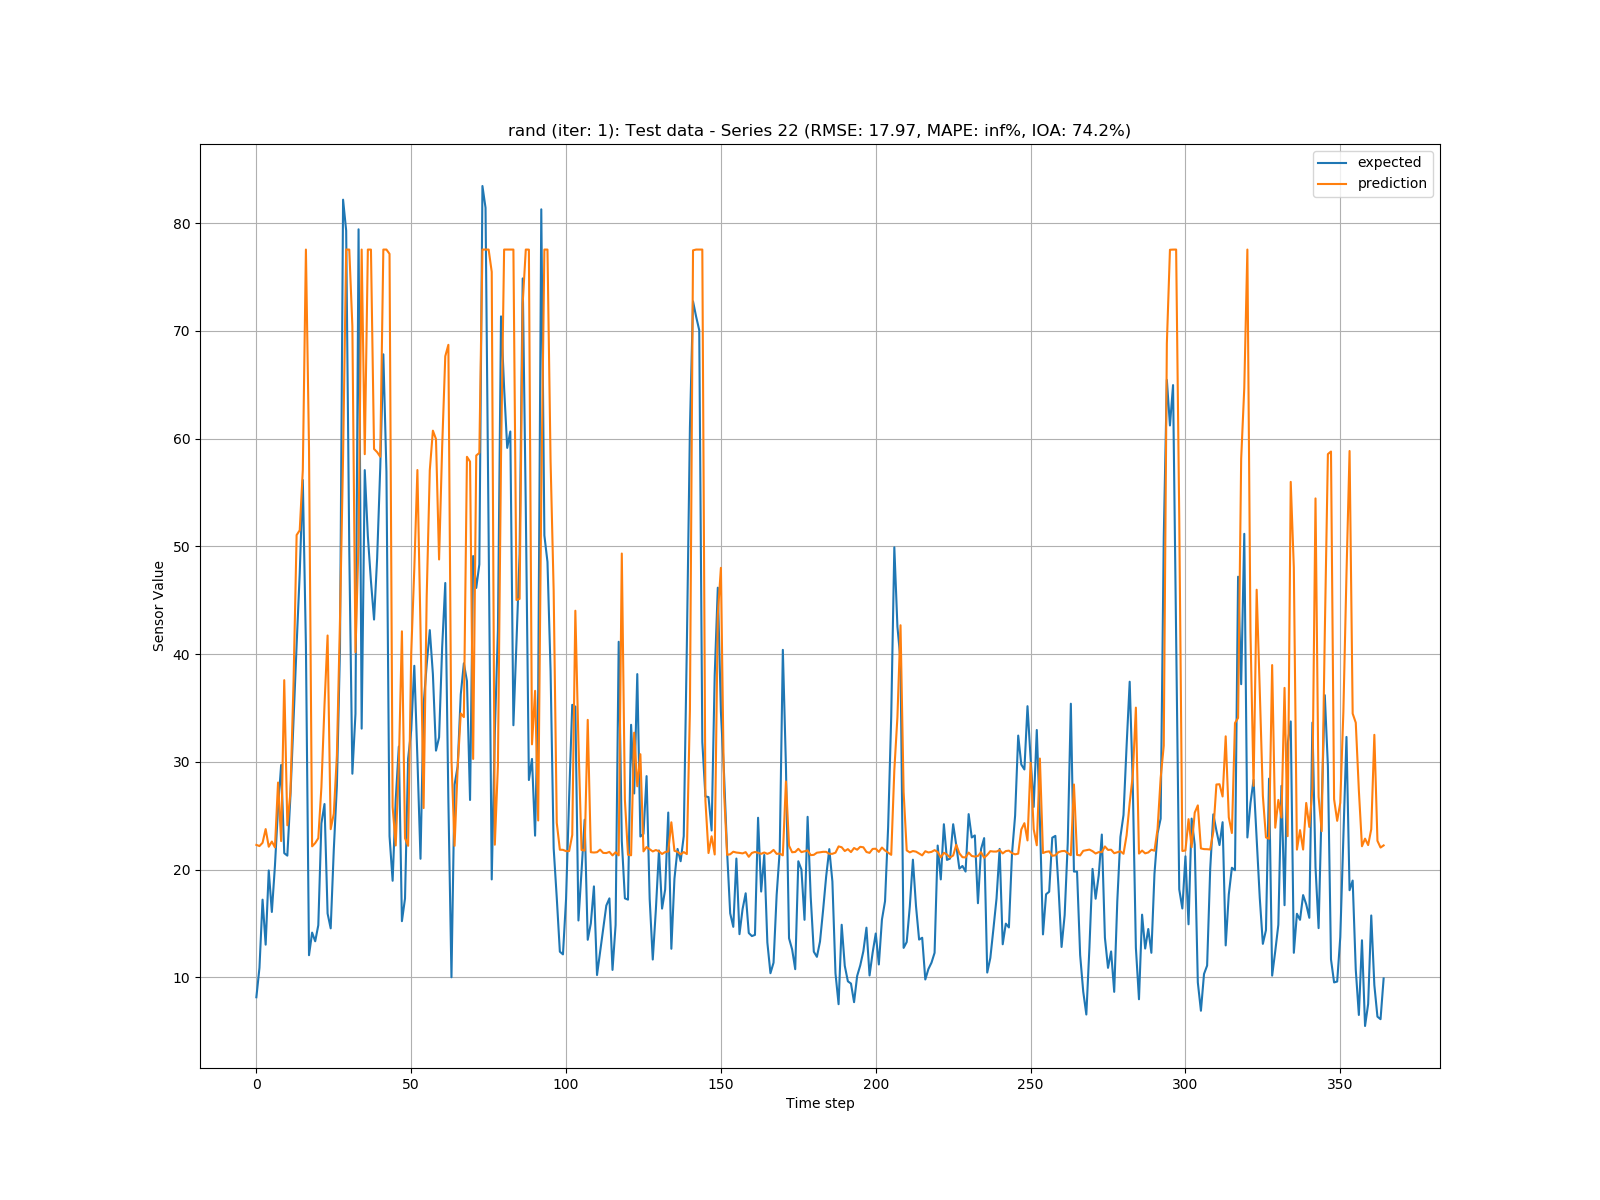 rand (iter: 1): Test data - Series 22 (RMSE: 17.97, MAPE: inf%, IOA: 74.2%)
expected
prediction
80
70
60
50
40
30
20
10
Sensor Value
0 50 100 150 200 250 300 350
Time step